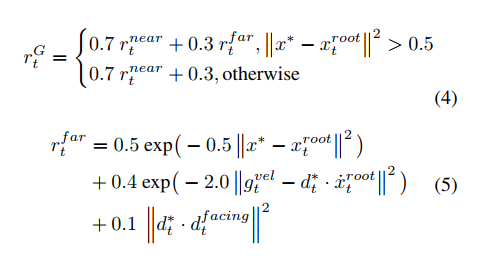 r_t^G = { 0.7 r_t^{near} + 0.3 r_t^{far}, ‖x* − x_t^{root}‖² > 0.5
0.7 r_t^{near} + 0.3, otherwise
(4)
r_t^{far} = 0.5 exp( − 0.5 ‖x* − x_t^{root}‖² )
+ 0.4 exp( − 2.0 ‖g_t^{vel} − d_t^* · ẋ_t^{root}‖² ) (5)
+ 0.1 ‖d_t^* · d_t^{facing}‖²